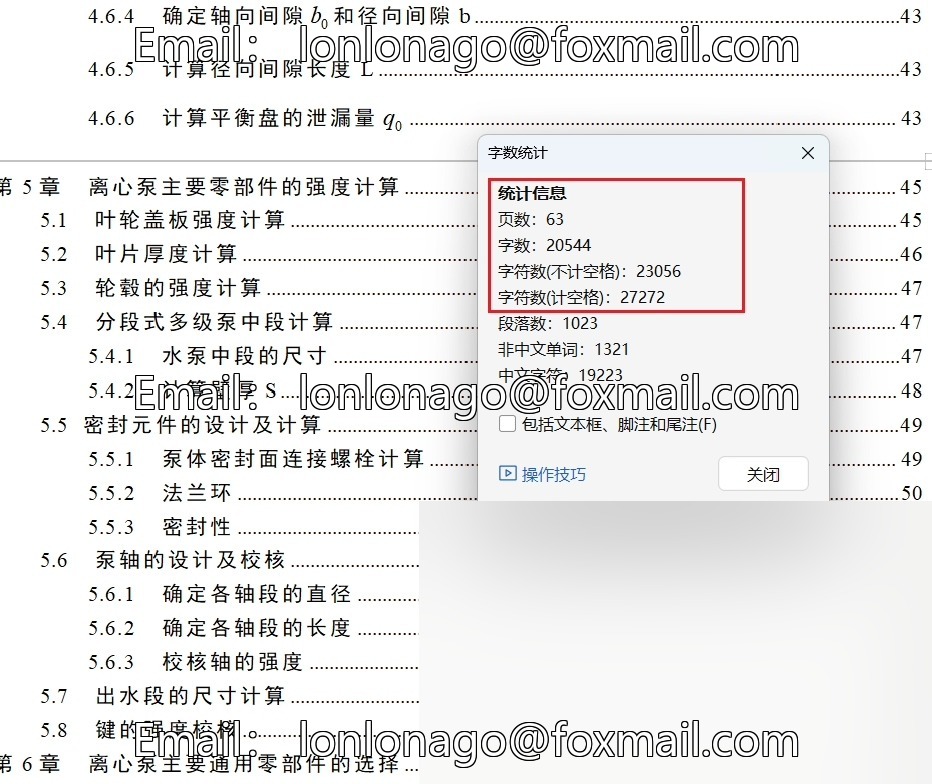 4.6.4 确定轴向间隙 b0 和径向间隙 b ........ 43
Email： lonlonago@foxmail.com
4.6.5 计算径向间隙长度 L ........ 43
4.6.6 计算平衡盘的泄漏量 q0 ........ 43
第 5 章 离心泵主要零部件的强度计算 ........ 45
5.1 叶轮盖板强度计算 ........ 45
5.2 叶片厚度计算 ........ 46
5.3 轮毂的强度计算 ........ 47
5.4 分段式多级泵中段计算 ........ 47
5.4.1 水泵中段的尺寸 ........ 47
5.4.2 计算壁厚 S ........ 48
Email： lonlonago@foxmail.com
5.5 密封元件的设计及计算 ........ 49
5.5.1 泵体密封面连接螺栓计算 ........ 49
5.5.2 法兰环 ........ 50
5.5.3 密封性 ........
5.6 泵轴的设计及校核 ........
5.6.1 确定各轴段的直径 ........
5.6.2 确定各轴段的长度 ........
5.6.3 校核轴的强度 ........
5.7 出水段的尺寸计算 ........
5.8 键的强度校核 ........
Email： lonlonago@foxmail.com
第 6 章 离心泵主要通用零部件的选择 ...
字数统计
统计信息
页数：63
字数：20544
字符数(不计空格)：23056
字符数(计空格)：27272
段落数：1023
非中文单词：1321
中文字符：19223
包括文本框、脚注和尾注(F)
操作技巧
关闭